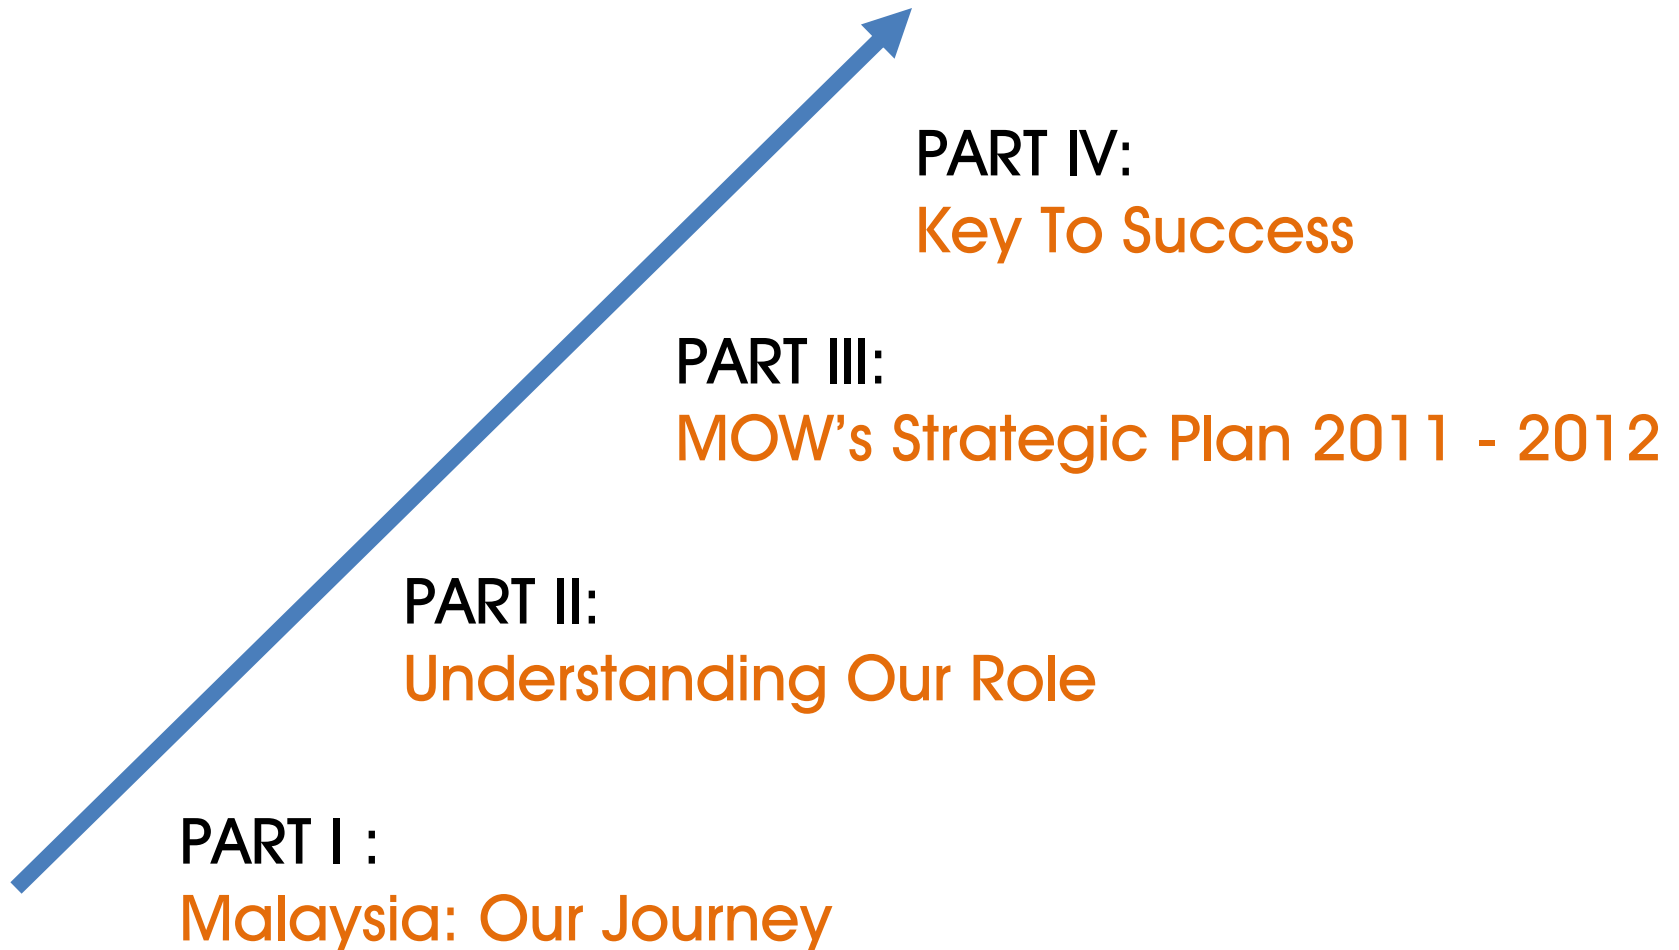 PART IV:
Key To Success
PART III:
MOW’s Strategic Plan 2011 - 2012
PART II:
Understanding Our Role
PART I :
Malaysia: Our Journey